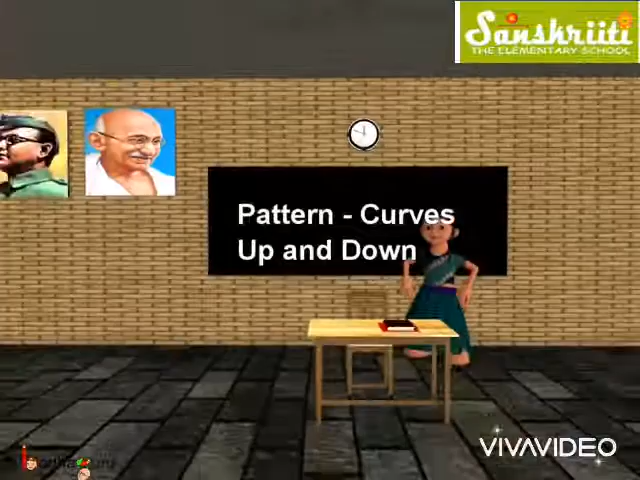 Sanskriiti
THE ELEMENTARY SCHOOL
Pattern - Curves
Up and Down
VIVAVIDEO